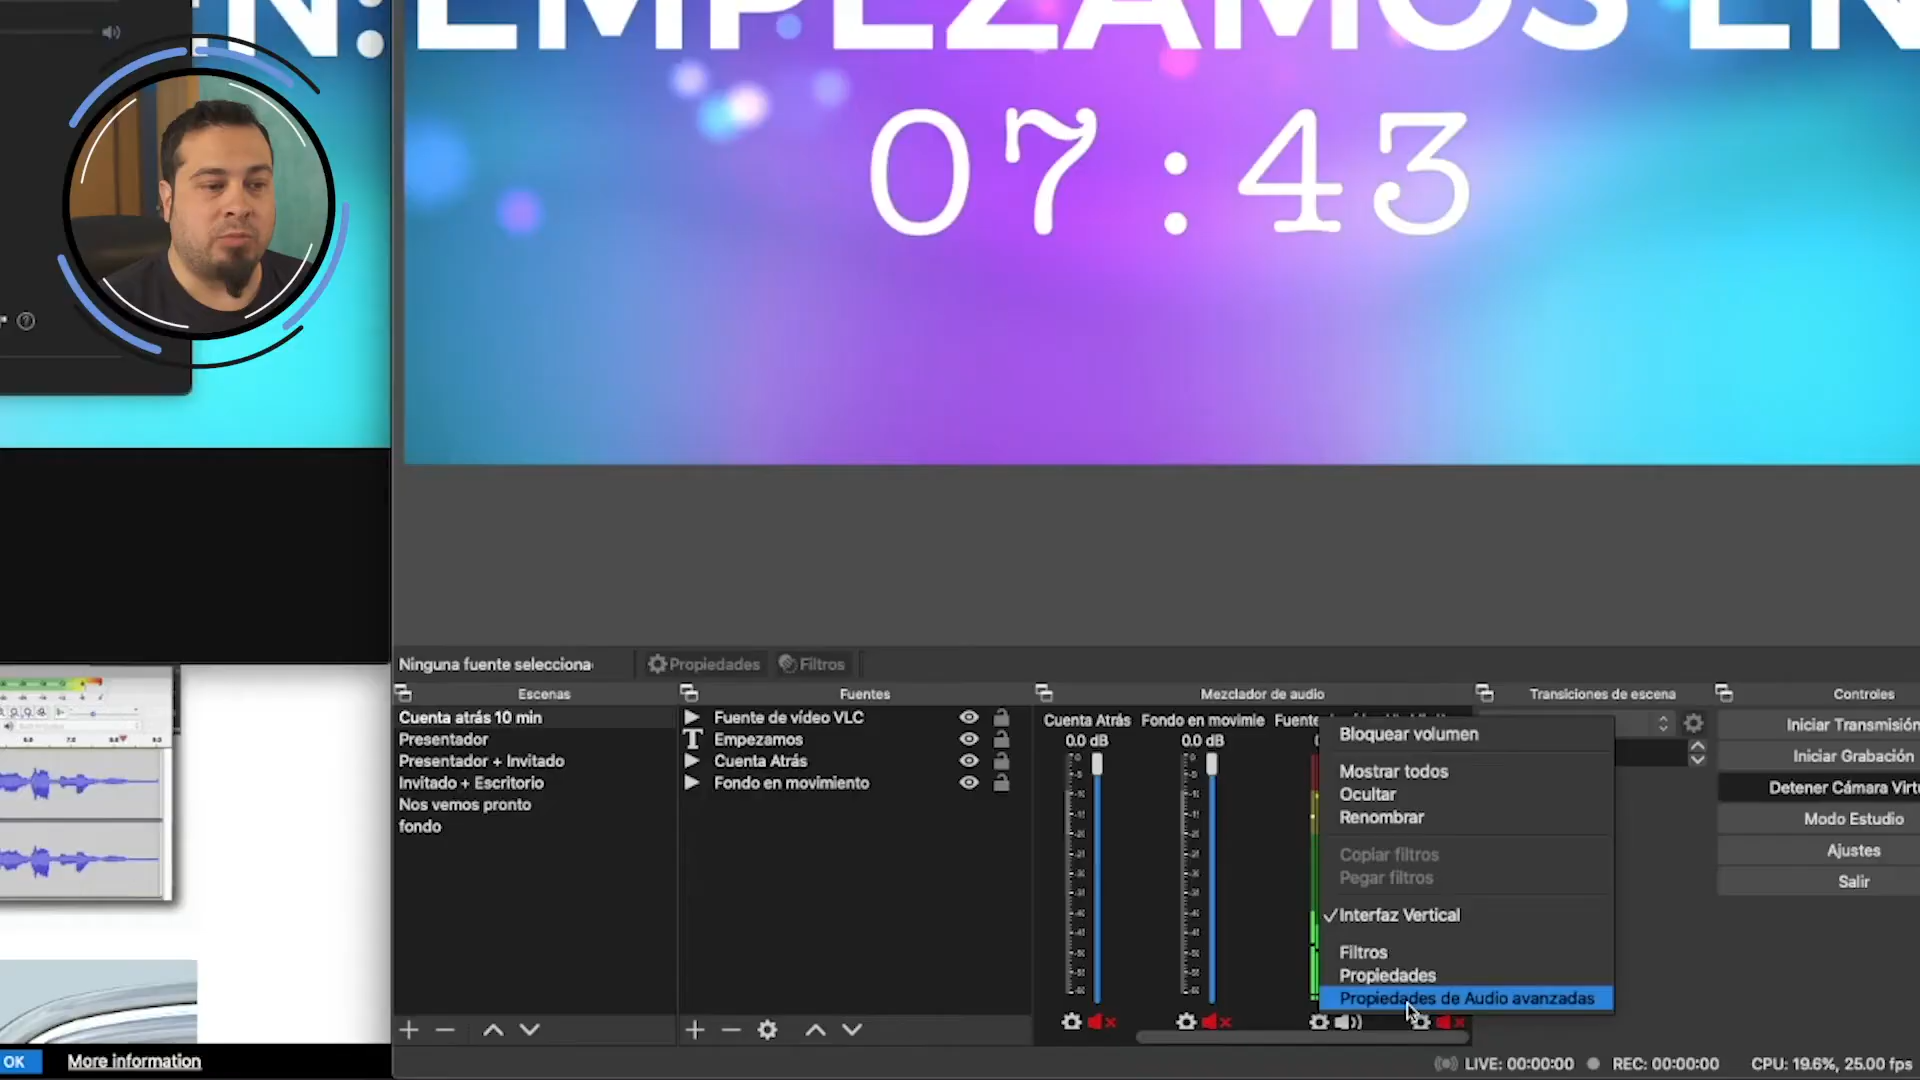 EN:
EMPEZAMOS EN
07:43
Ninguna fuente selecciona
Propiedades
Filtros
Escenas
Cuenta atrás 10 min
Presentador
Presentador + Invitado
Invitado + Escritorio
Nos vemos pronto
fondo
Fuentes
Fuente de vídeo VLC
Empezamos
Cuenta Atrás
Fondo en movimiento
Mezclador de audio
Cuenta Atrás
Fondo en movimie
Fuente
0.0 dB
0.0 dB
Bloquear volumen
Mostrar todos
Ocultar
Renombrar
Copiar filtros
Pegar filtros
✓Interfaz Vertical
Filtros
Propiedades
Propiedades de Audio avanzadas
Transiciones de escena
Controles
Iniciar Transmisión
Iniciar Grabación
Detener Cámara Virtu
Modo Estudio
Ajustes
Salir
OK
More information
LIVE: 00:00:00
REC: 00:00:00
CPU: 19.6%, 25.00 fps